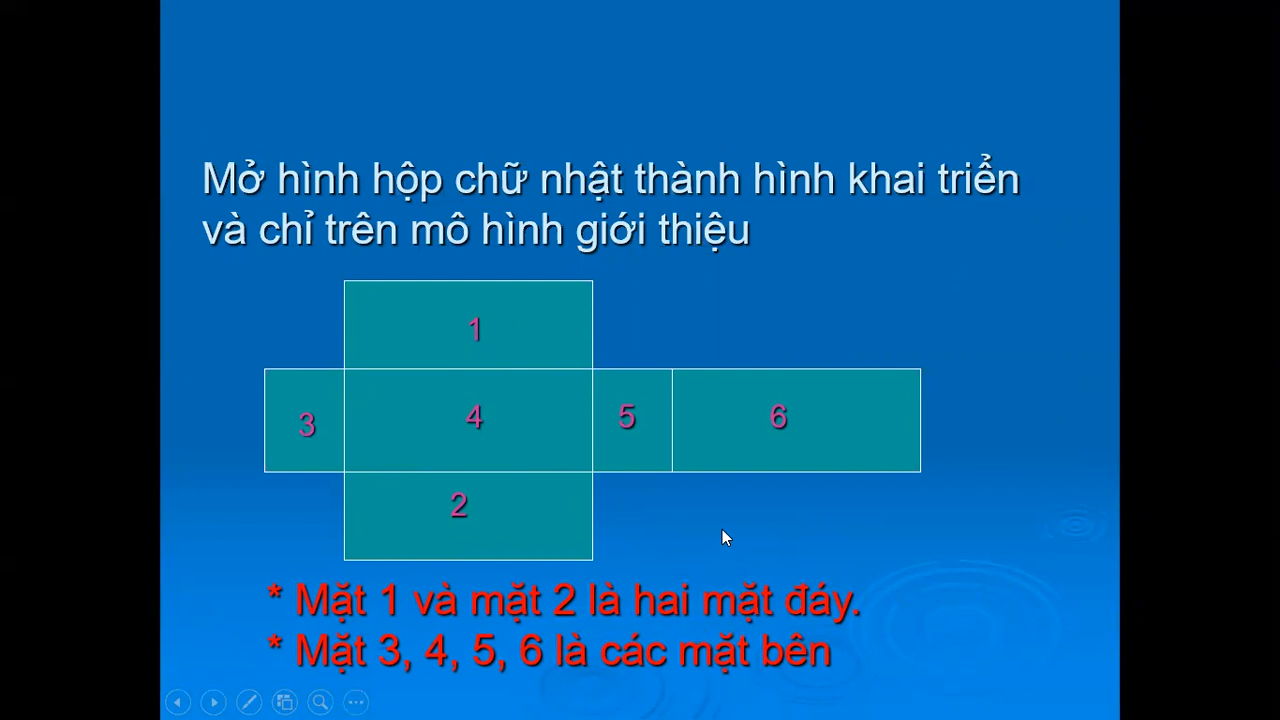 Mở hình hộp chữ nhật thành hình khai triển
và chỉ trên mô hình giới thiệu
1
3
4
5
6
2
* Mặt 1 và mặt 2 là hai mặt đáy.
* Mặt 3, 4, 5, 6 là các mặt bên